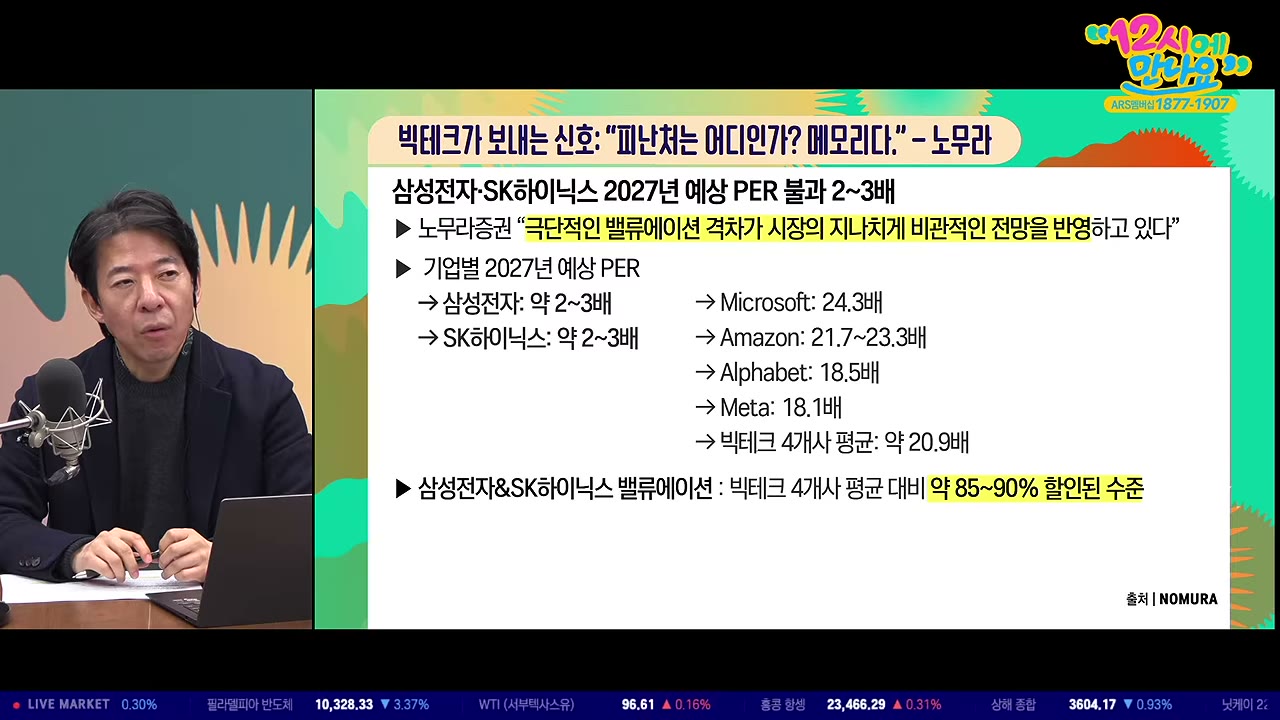 “12시에
만나요”
ARS멤버십 1877-1907
빅테크가 보내는 신호: “피난처는 어디인가? 메모리다.” – 노무라
삼성전자·SK하이닉스 2027년 예상 PER 불과 2~3배
▶ 노무라증권 “극단적인 밸류에이션 격차가 시장의 지나치게 비관적인 전망을 반영하고 있다”
▶ 기업별 2027년 예상 PER
→ 삼성전자: 약 2~3배
→ SK하이닉스: 약 2~3배
→ Microsoft: 24.3배
→ Amazon: 21.7~23.3배
→ Alphabet: 18.5배
→ Meta: 18.1배
→ 빅테크 4개사 평균: 약 20.9배
▶ 삼성전자&SK하이닉스 밸류에이션 : 빅테크 4개사 평균 대비 약 85~90% 할인된 수준
출처 | NOMURA
● LIVE MARKET 0.30% 필라델피아 반도체 10,328.33 ▼ 3.37% WTI (서부텍사스유) 96.61 ▲ 0.16% 홍콩 항셍 23,466.29 ▲ 0.31% 상해 종합 3604.17 ▼ 0.93% 닛케이